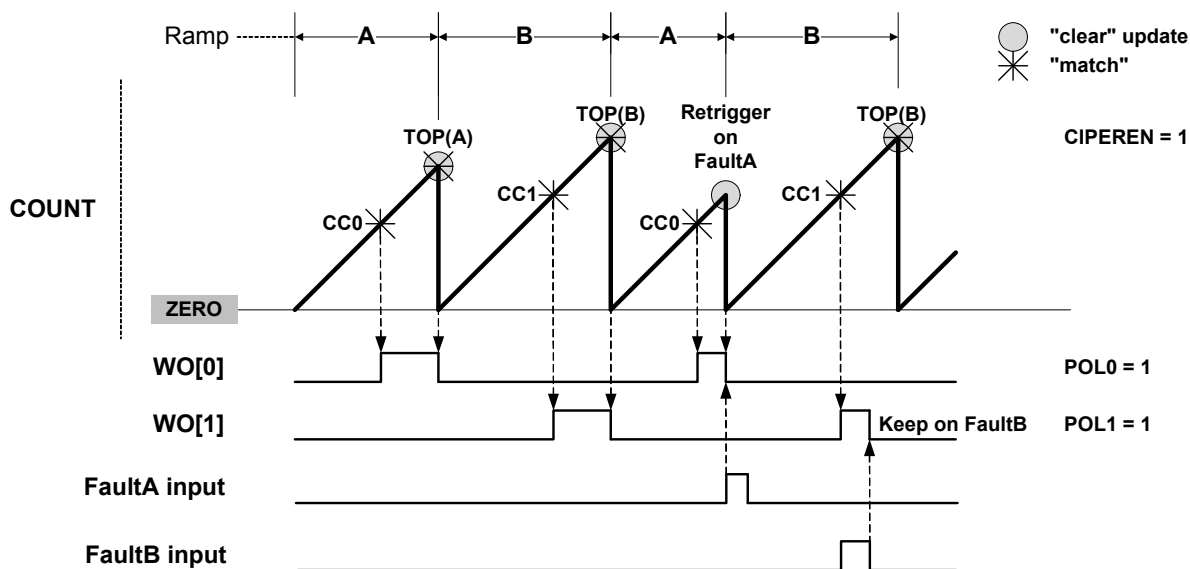 Ramp
A
B
A
B
"clear" update
"match"
TOP(A)
TOP(B)
Retrigger
on
FaultA
TOP(B)
CIPEREN = 1
COUNT
CC0
CC1
CC0
CC1
ZERO
WO[0]
POL0 = 1
WO[1]
Keep on FaultB
POL1 = 1
FaultA input
FaultB input